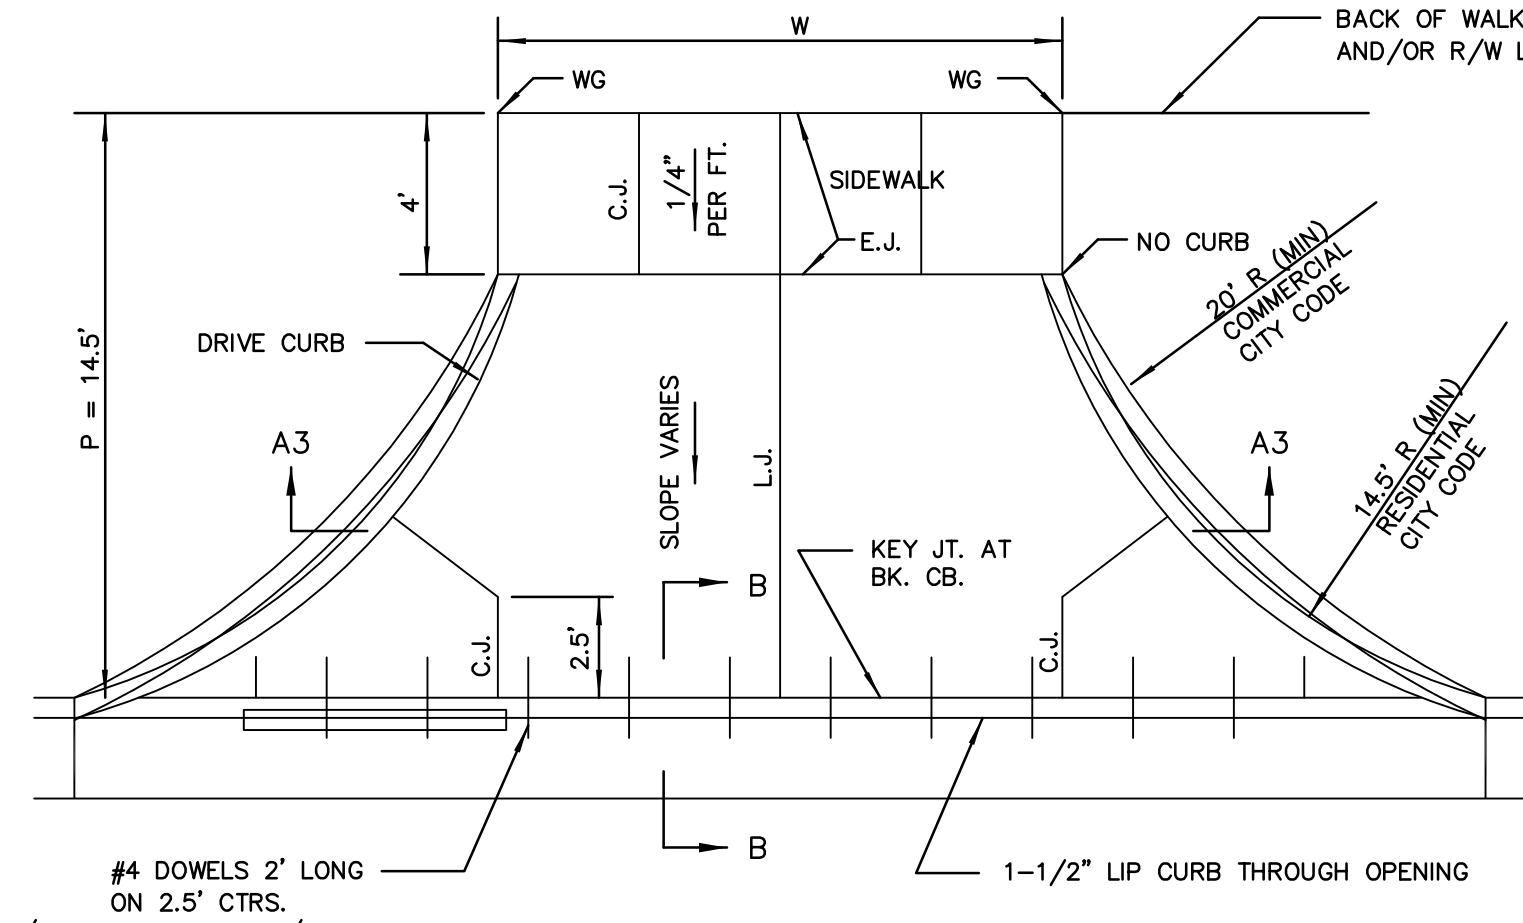 W
BACK OF WALK
AND/OR R/W L
WG
WG
4'
C.J.
1/4"
PER FT.
SIDEWALK
E.J.
NO CURB
20' R (MIN)
COMMERCIAL
CITY CODE
DRIVE CURB
P = 14.5'
A3
SLOPE VARIES
L.J.
A3
14.5' R (MIN)
RESIDENTIAL
CITY CODE
KEY JT. AT
BK. CB.
B
C.J.
2.5'
C.J.
B
#4 DOWELS 2' LONG
ON 2.5' CTRS.
1-1/2" LIP CURB THROUGH OPENING